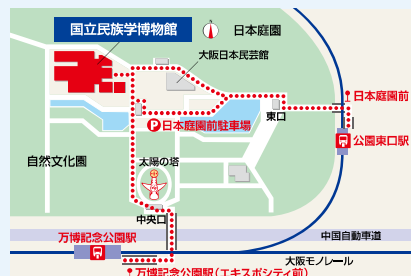 国立民族学博物館
日本庭園
大阪日本民芸館
日本庭園前
P日本庭園前駐車場
東口
公園東口駅
自然文化園
太陽の塔
中央口
万博記念公園駅
中国自動車道
大阪モノレール
万博記念公園駅(エキスポシティ前)